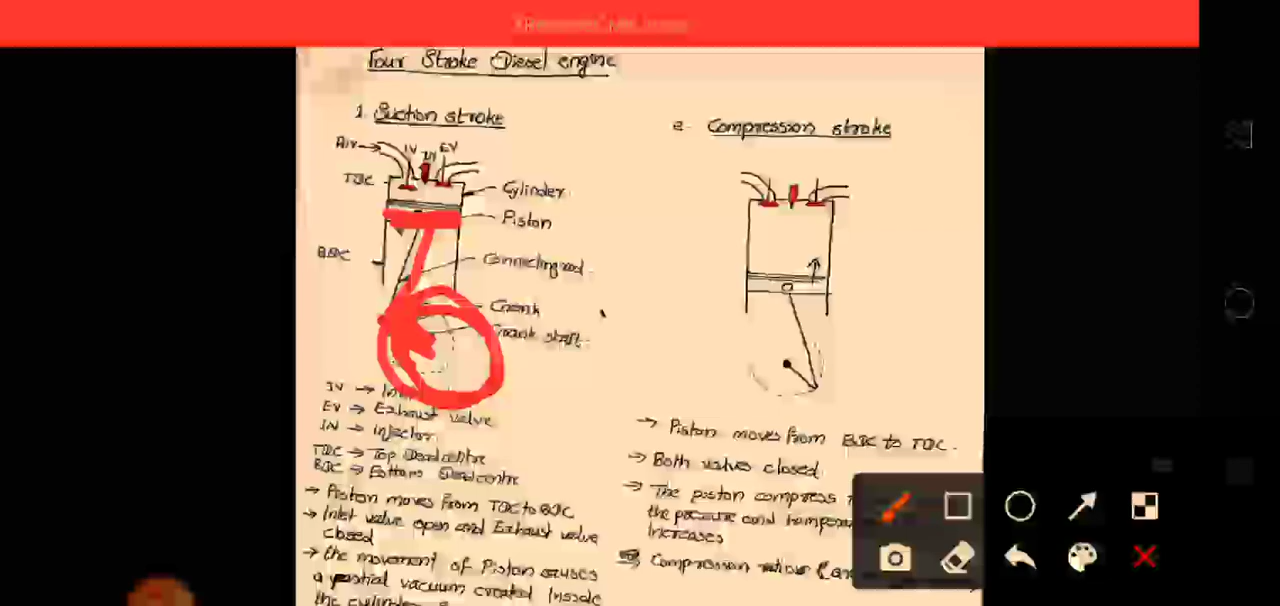 Four Stroke Diesel engine
1. Suction stroke
Air
IV IN EV
TDC
Cylinder
Piston
BDC
Connecting rod
Crank
Crank shaft
IV →
EV → Exhaust valve
IN → injector
TDC → Top Dead centre
BDC → Bottom Dead centre
→ Piston moves from TDC to BDC
→ Inlet valve open and Exhaust valve
closed
→ the movement of Piston causes
a partial vacuum created Inside
the cylinder
2. Compression stroke
→ Piston moves from BDC to TDC.
→ Both valves closed
→ The piston compress
the pressure and
Increases
Compression